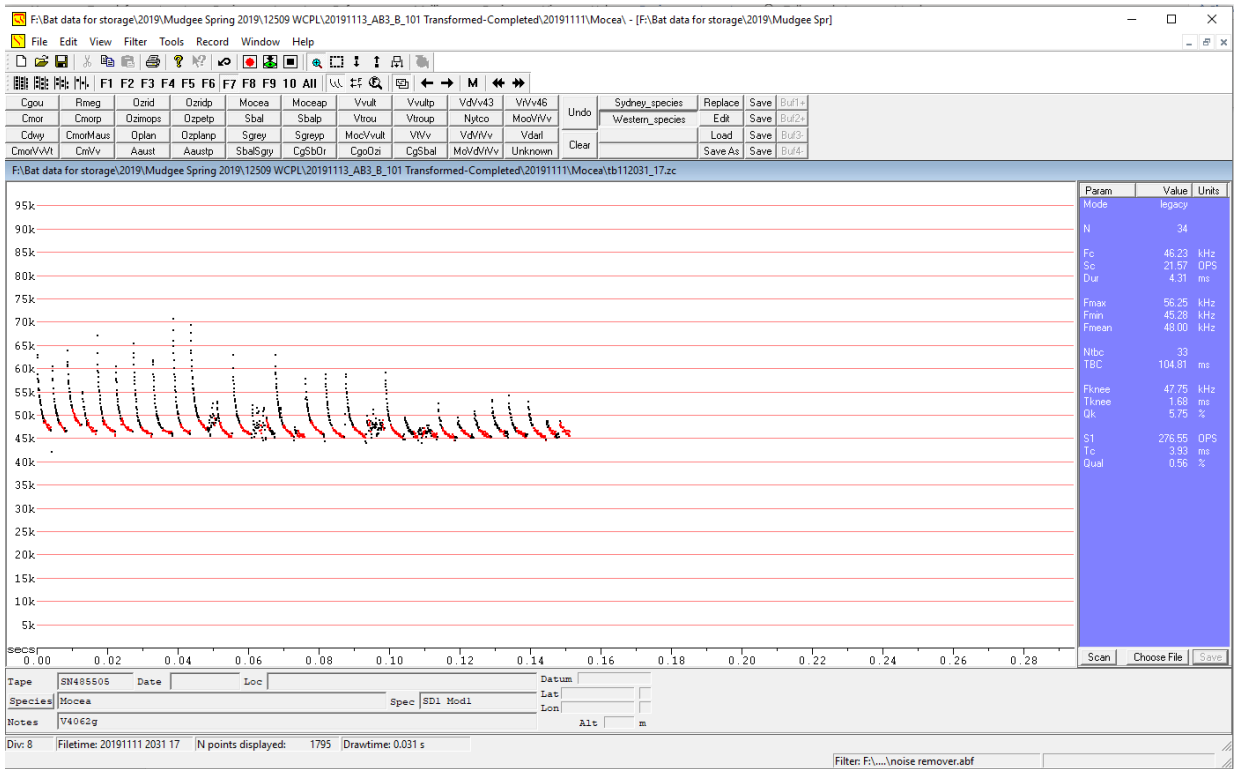 F:\Bat data for storage\2019\Mudgee Spring 2019\12509 WCPL\20191113_AB3_B_101 Transformed-Completed\20191111\Mocea\ - [F:\Bat data for storage\2019\Mudgee Spr]
File Edit View Filter Tools Record Window Help
F1 F2 F3 F4 F5 F6 F7 F8 F9 10 All M
Cgou Rmeg Ozrid Ozridp Mocea Moceap Vvult Vvultp VdVv43 VrVv46 Undo Sydney_species Replace Save Buf1+
Cmor Cmorp Ozimops Ozpetp Sbal Sbalp Vtrou Vtroup Nytco MooVrVv Western_species Edit Save Buf2+
Cdwy CmorMaus Oplan Ozplanp Sgrey Sgreyp MocVvult VtVv VdVrVv Vdarl Clear Load Save Buf3-
CmorVvVt CmVv Aaust Aaustp SbalSgry CgSbOr CgoOzi CgSbal MoVdVrVv Unknown Save As Save Buf4-
F:\Bat data for storage\2019\Mudgee Spring 2019\12509 WCPL\20191113_AB3_B_101 Transformed-Completed\20191111\Mocea\tb112031_17.zc
Param Value Units
Mode legacy
N 34
Fc 46.23 kHz
Sc 21.57 OPS
Dur 4.31 ms
Fmax 56.25 kHz
Fmin 45.28 kHz
Fmean 48.00 kHz
Ntbc 33
TBC 104.81 ms
Fknee 47.75 kHz
Tknee 1.68 ms
Qk 5.75 %
S1 276.55 OPS
Tc 3.93 ms
Qual 0.56 %
95k
90k
85k
80k
75k
70k
65k
60k
55k
50k
45k
40k
35k
30k
25k
20k
15k
10k
5k
secs
0.00 0.02 0.04 0.06 0.08 0.10 0.12 0.14 0.16 0.18 0.20 0.22 0.24 0.26 0.28
Scan Choose File Save
Tape SN485505 Date Loc Datum
Species Mocea Spec SD1 Mod1 Lat
Lon
Notes V4062g Alt m
Div: 8 Filetime: 20191111 2031 17 N points displayed: 1795 Drawtime: 0.031 s
Filter: F:\....\noise remover.abf